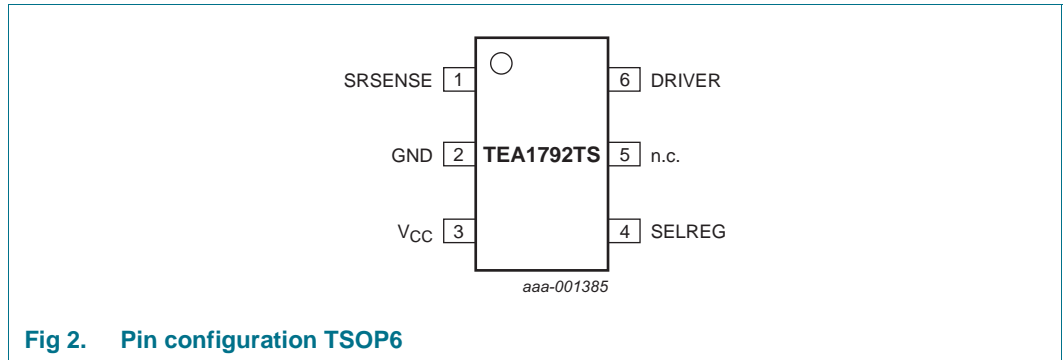 SRSENSE 1 6 DRIVER
GND 2 TEA1792TS 5 n.c.
VCC 3 4 SELREG
aaa-001385
Fig 2. Pin configuration TSOP6